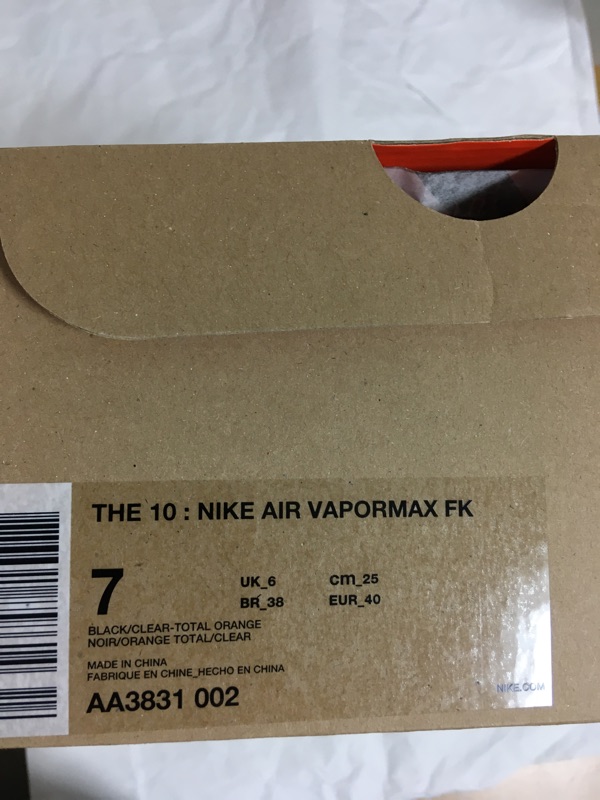 THE 10 : NIKE AIR VAPORMAX FK
7
UK_6 cm_25
BR_38 EUR_40
BLACK/CLEAR-TOTAL ORANGE
NOIR/ORANGE TOTAL/CLEAR
MADE IN CHINA
FABRIQUE EN CHINE_HECHO EN CHINA
AA3831 002
NIKE.COM